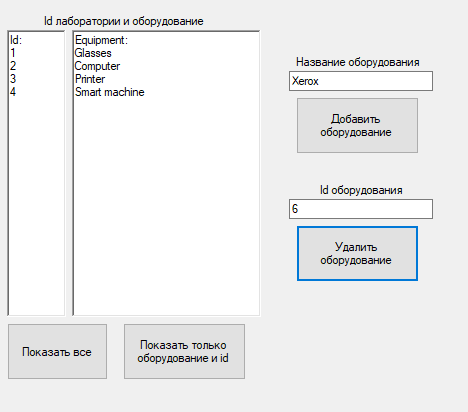 Id лаборатории и оборудование
Id:
1
2
3
4
Equipment:
Glasses
Computer
Printer
Smart machine
Название оборудования
Xerox
Добавить
оборудование
Id оборудования
6
Удалить
оборудование
Показать все
Показать только
оборудование и id